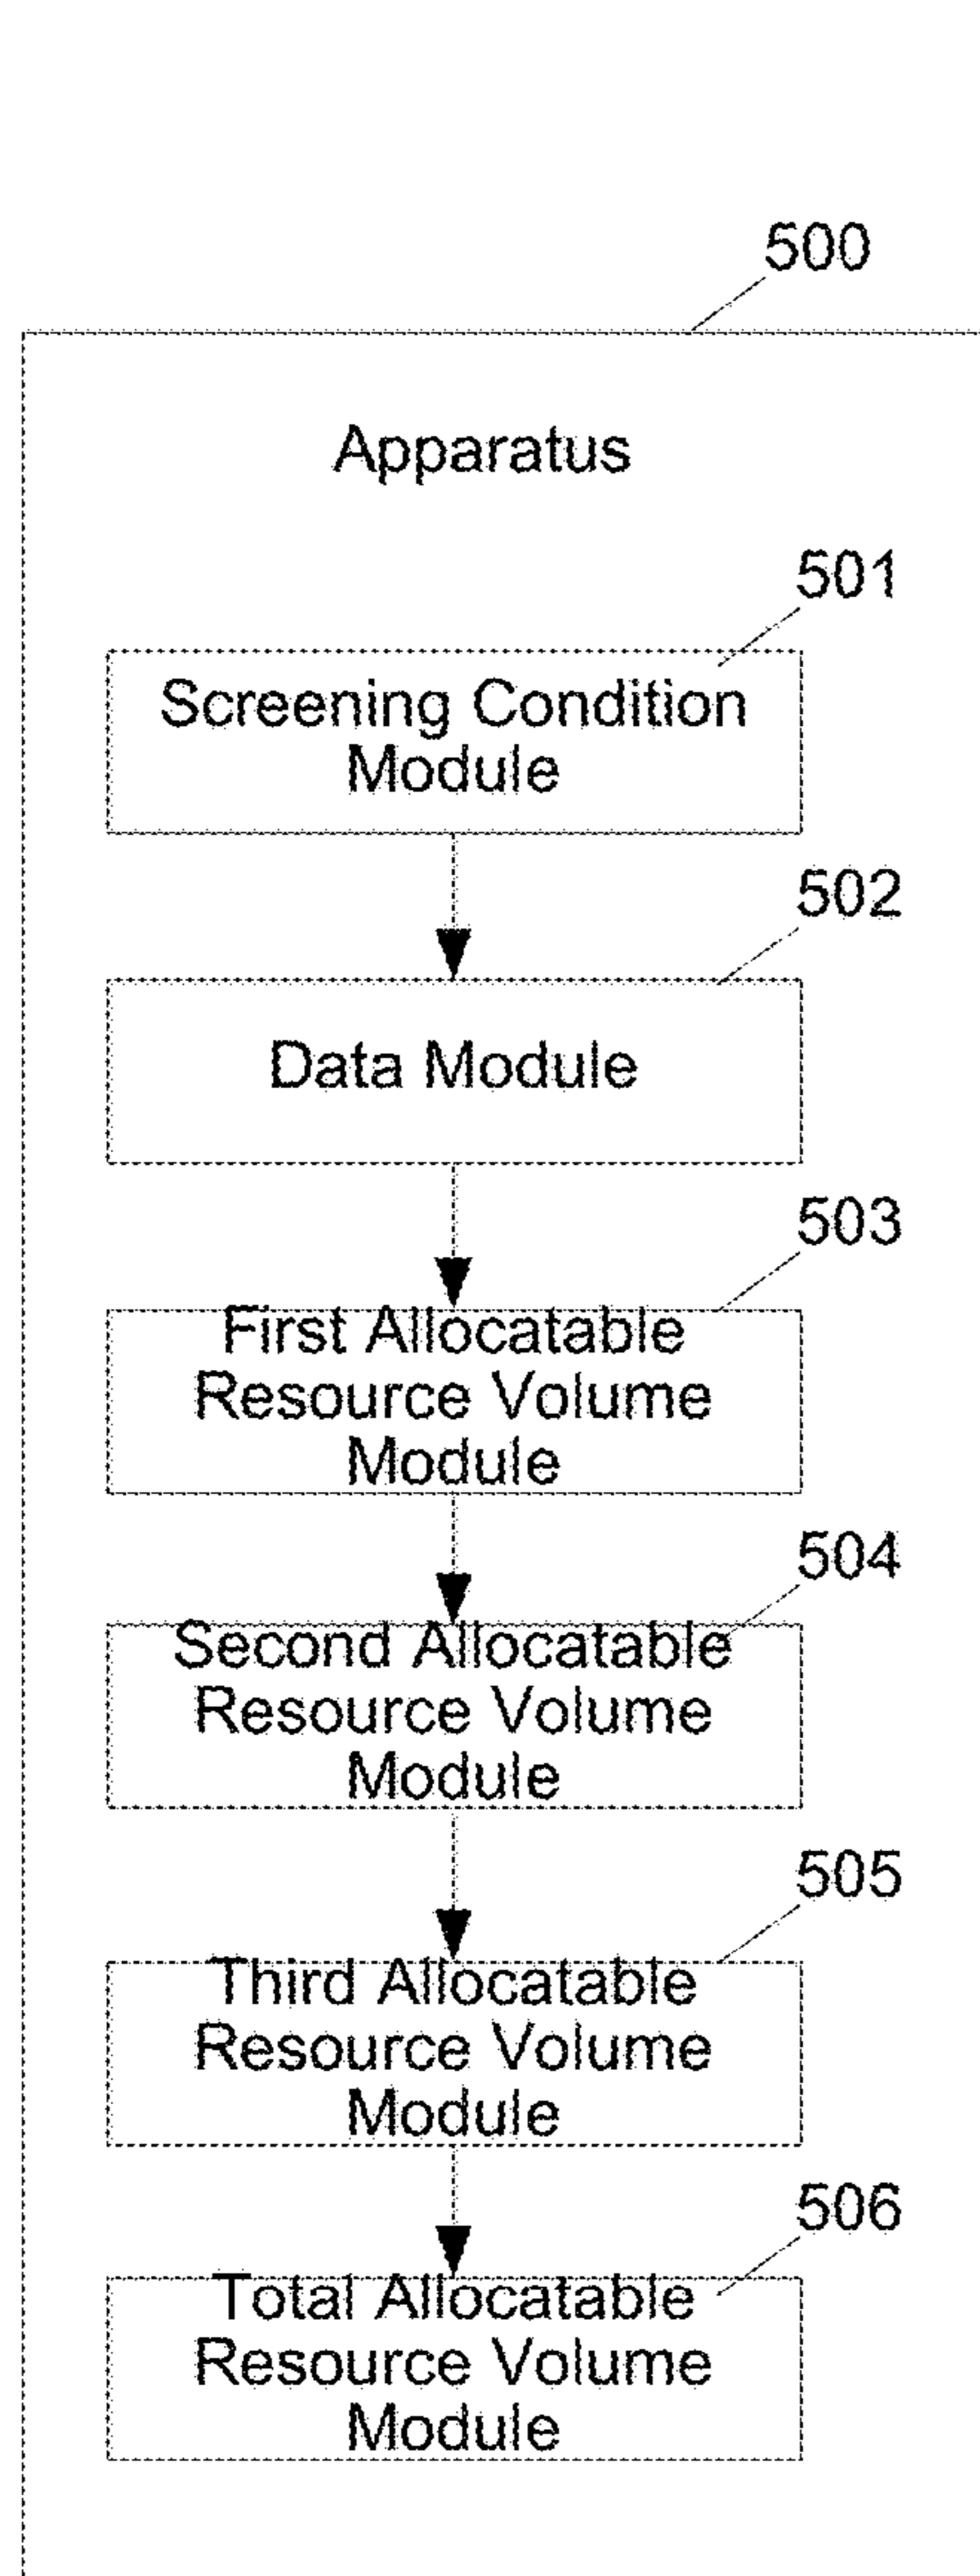 500
Apparatus
501
Screening Condition
Module
502
Data Module
503
First Allocatable
Resource Volume
Module
504
Second Allocatable
Resource Volume
Module
505
Third Allocatable
Resource Volume
Module
506
Total Allocatable
Resource Volume
Module